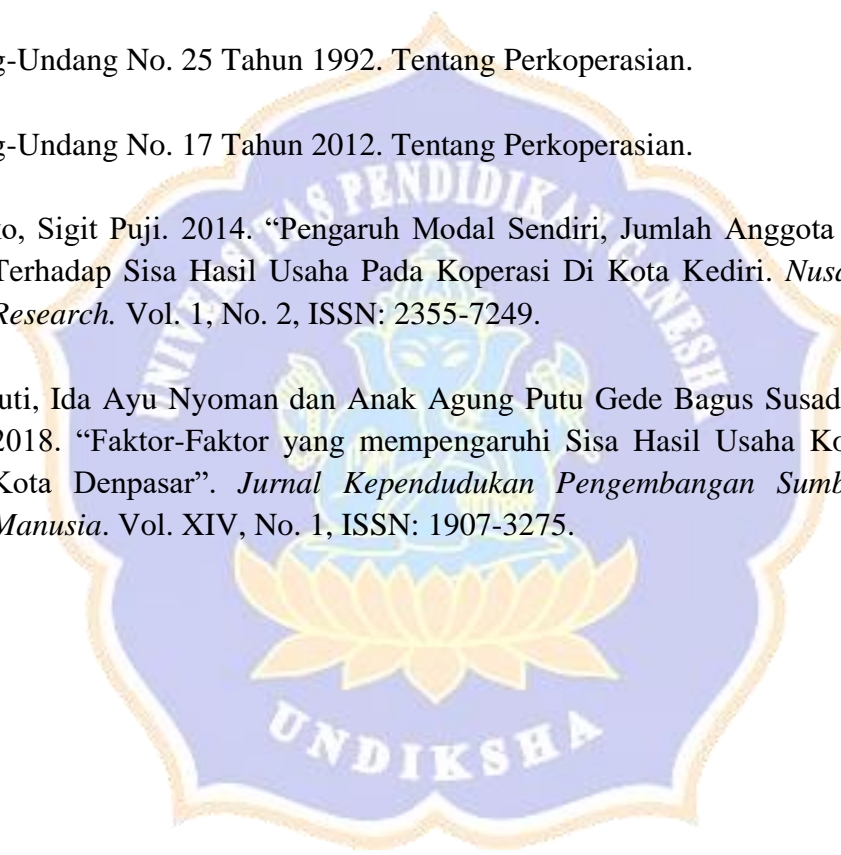 g-Undang No. 25 Tahun 1992. Tentang Perkoperasian.
g-Undang No. 17 Tahun 2012. Tentang Perkoperasian.
o, Sigit Puji. 2014. “Pengaruh Modal Sendiri, Jumlah Anggota
Terhadap Sisa Hasil Usaha Pada Koperasi Di Kota Kediri. Nusa
Research. Vol. 1, No. 2, ISSN: 2355-7249.
uti, Ida Ayu Nyoman dan Anak Agung Putu Gede Bagus Susad
2018. “Faktor-Faktor yang mempengaruhi Sisa Hasil Usaha Ko
Kota Denpasar”. Jurnal Kependudukan Pengembangan Sumb
Manusia. Vol. XIV, No. 1, ISSN: 1907-3275.
UNIVERSITAS PENDIDIKAN GANESHA
UNDIKSHA